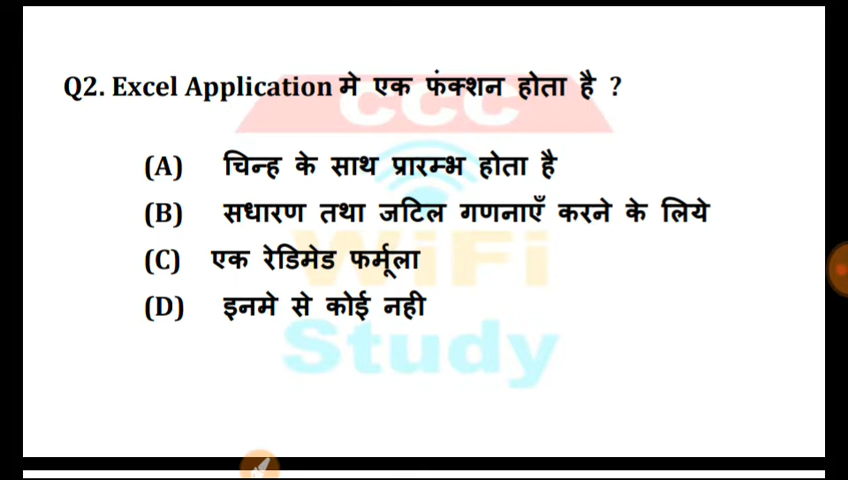 Q2. Excel Application मे एक फंक्शन होता है ?
CCC
(A) चिन्ह के साथ प्रारम्भ होता है
(B) सधारण तथा जटिल गणनाएँ करने के लिये
(C) एक रेडिमेड फर्मूला
WiFi
(D) इनमे से कोई नही
Study